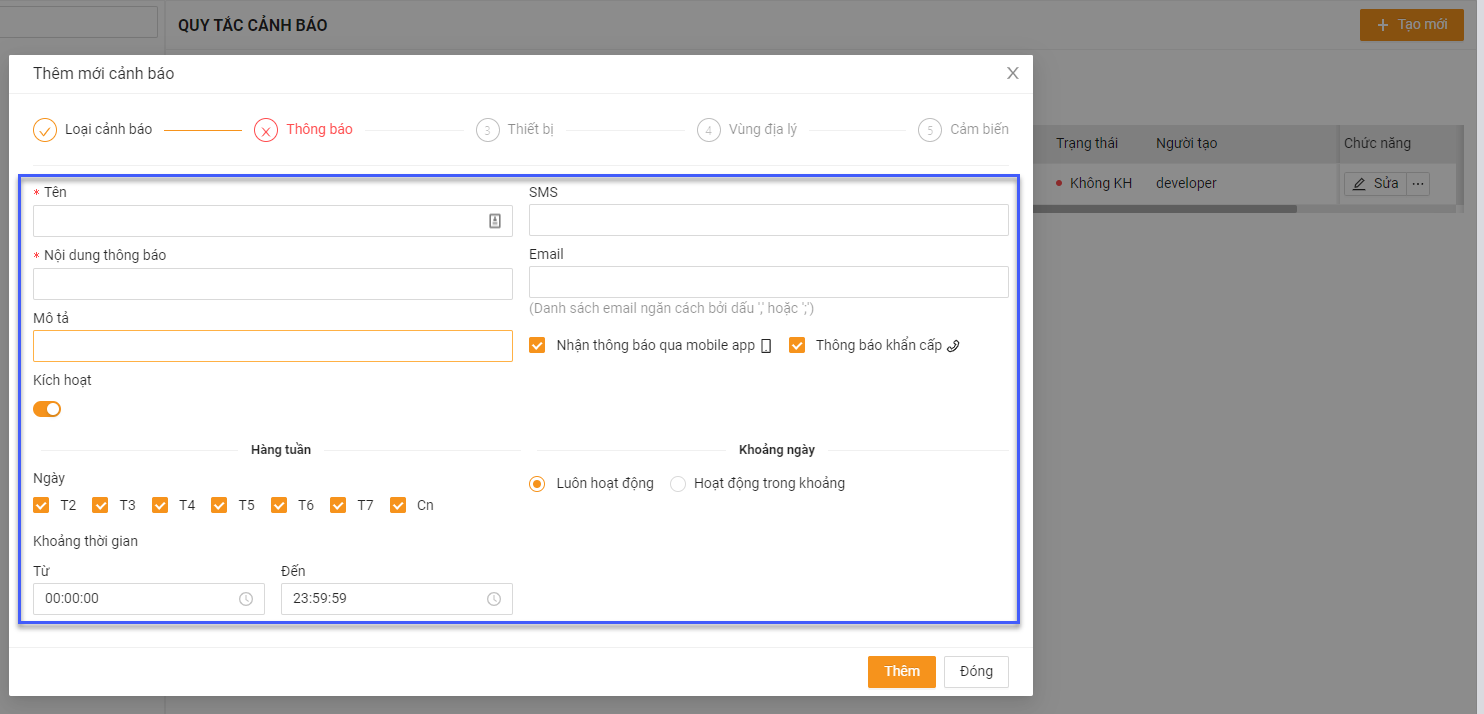 QUY TẮC CẢNH BÁO
Tạo mới
Thêm mới cảnh báo
Loại cảnh báo
Thông báo
3 Thiết bị
4 Vùng địa lý
5 Cảm biến
Trạng thái Người tạo Chức năng
Không KH developer Sửa ...
* Tên
SMS
* Nội dung thông báo
Email
(Danh sách email ngăn cách bởi dấu ',' hoặc ';')
Mô tả
Nhận thông báo qua mobile app
Thông báo khẩn cấp
Kích hoạt
Hàng tuần
Khoảng ngày
Ngày
Luôn hoạt động
Hoạt động trong khoảng
T2 T3 T4 T5 T6 T7 Cn
Khoảng thời gian
Từ Đến
00:00:00 23:59:59
Thêm Đóng